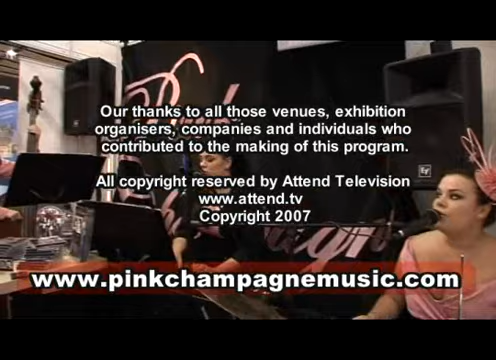 Our thanks to all those venues, exhibition
organisers, companies and individuals who
contributed to the making of this program.
All copyright reserved by Attend Television
www.attend.tv
Copyright 2007
www.pinkchampagnemusic.com